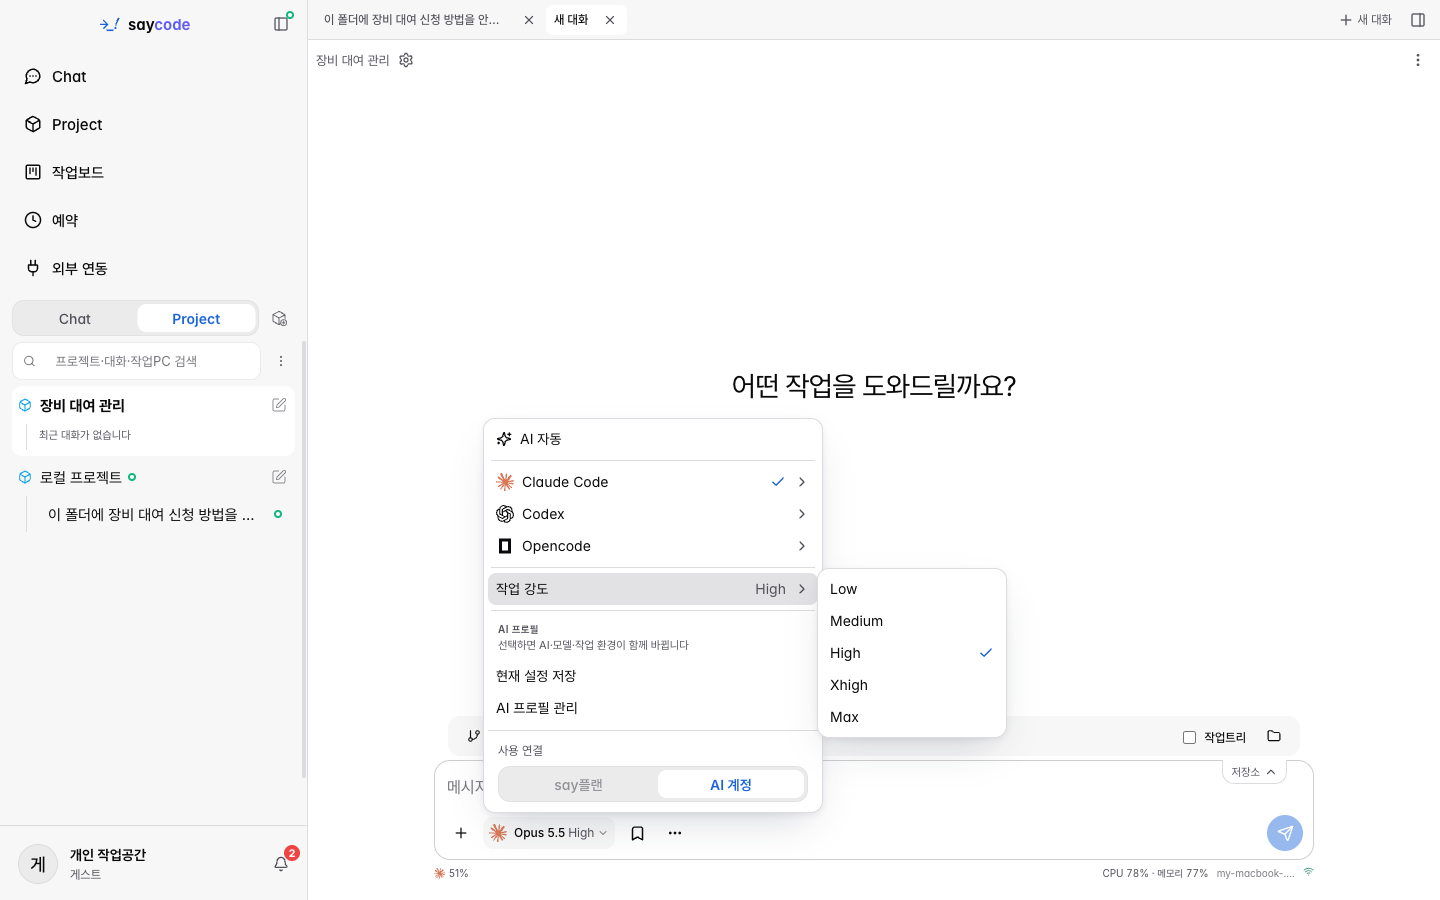 saycode
Chat
Project
작업보드
예약
외부 연동
Chat
Project
프로젝트·대화·작업PC 검색
장비 대여 관리
최근 대화가 없습니다
로컬 프로젝트
이 폴더에 장비 대여 신청 방법을 ...
개인 작업공간
게
게스트
2
이 폴더에 장비 대여 신청 방법을 안...
새 대화
새 대화
장비 대여 관리
어떤 작업을 도와드릴까요?
AI 자동
Claude Code
Codex
Opencode
작업 강도 High
AI 프로필
선택하면 AI·모델·작업 환경이 함께 바뀝니다
현재 설정 저장
AI 프로필 관리
사용 연결
say플랜
AI 계정
Low
Medium
High
Xhigh
Max
작업트리
저장소
메시지
Opus 5.5 High
51%
CPU 78% · 메모리 77% my-macbook-....